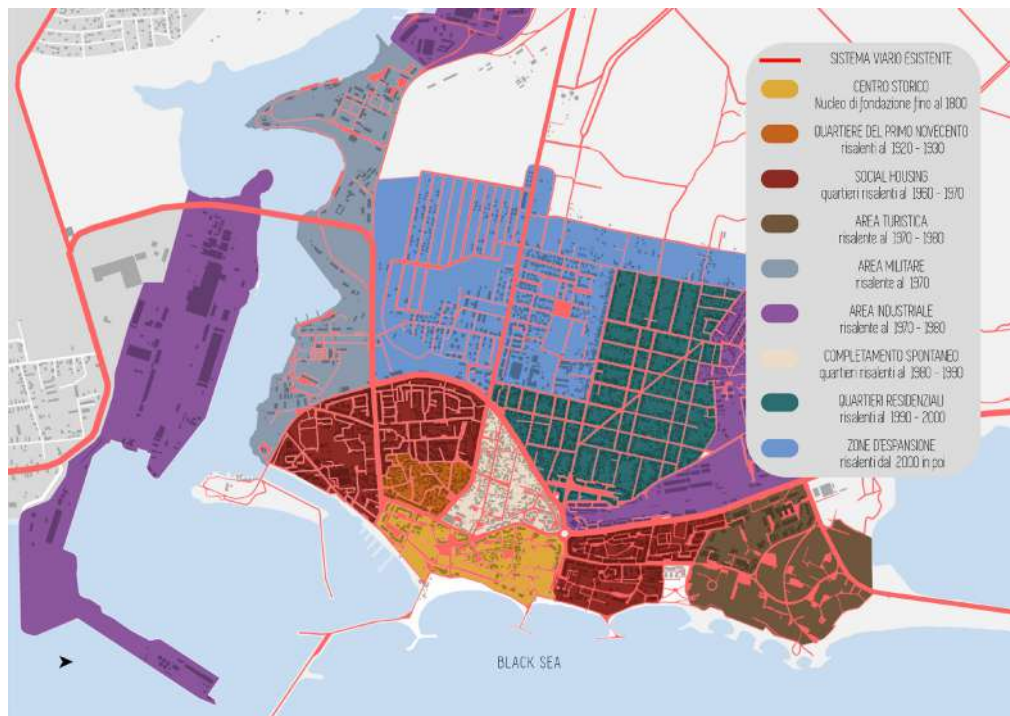 SISTEMA VIARIO ESISTENTE
CENTRO STORICO
Nucleo di fondazione fino al 1800
QUARTIERE DEL PRIMO NOVECENTO
risalenti al 1920 - 1930
SOCIAL HOUSING
quartieri risalenti al 1960 - 1970
AREA TURISTICA
risalente al 1970 - 1980
AREA MILITARE
risalente al 1970
AREA INDUSTRIALE
risalente al 1970 - 1980
COMPLETAMENTO SPONTANEO
quartieri risalenti al 1980 - 1990
QUARTIERI RESIDENZIALI
risalenti al 1990 - 2000
ZONE D'ESPANSIONE
risalenti dal 2000 in poi
BLACK SEA